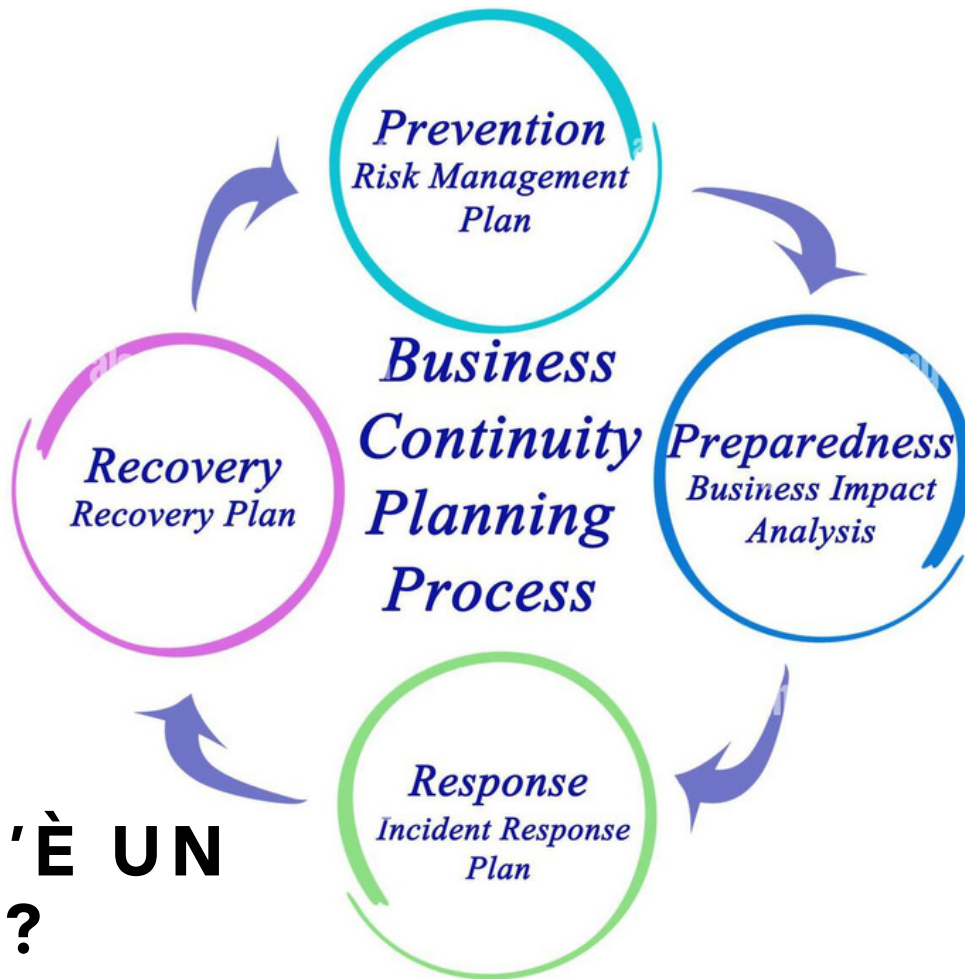 Prevention
Risk Management
Plan
Business
Continuity
Planning
Process
Preparedness
Business Impact
Analysis
Recovery
Recovery Plan
Response
Incident Response
Plan
'È UN
?